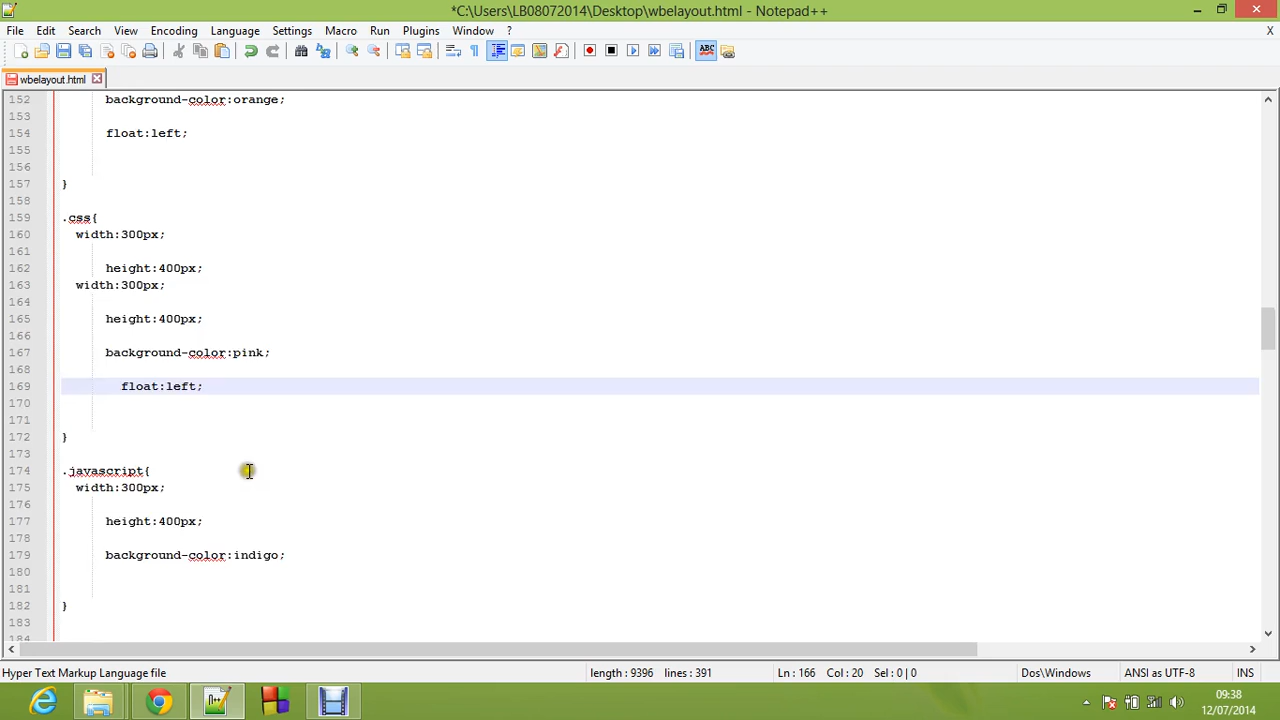 *C:\Users\LB08072014\Desktop\wbelayout.html - Notepad++
File Edit Search View Encoding Language Settings Macro Run Plugins Window ? X
ABC
wbelayout.html
152 background-color:orange;
153
154 float:left;
155
156
157 }
158
159 .css{
160 width:300px;
161
162 height:400px;
163 width:300px;
164
165 height:400px;
166
167 background-color:pink;
168
169 float:left;
170
171
172 }
173
174 .javascript{
175 width:300px;
176
177 height:400px;
178
179 background-color:indigo;
180
181
182 }
183
184
Hyper Text Markup Language file length : 9396 lines : 391 Ln : 166 Col : 20 Sel : 0 | 0 Dos\Windows ANSI as UTF-8 INS
09:38
12/07/2014